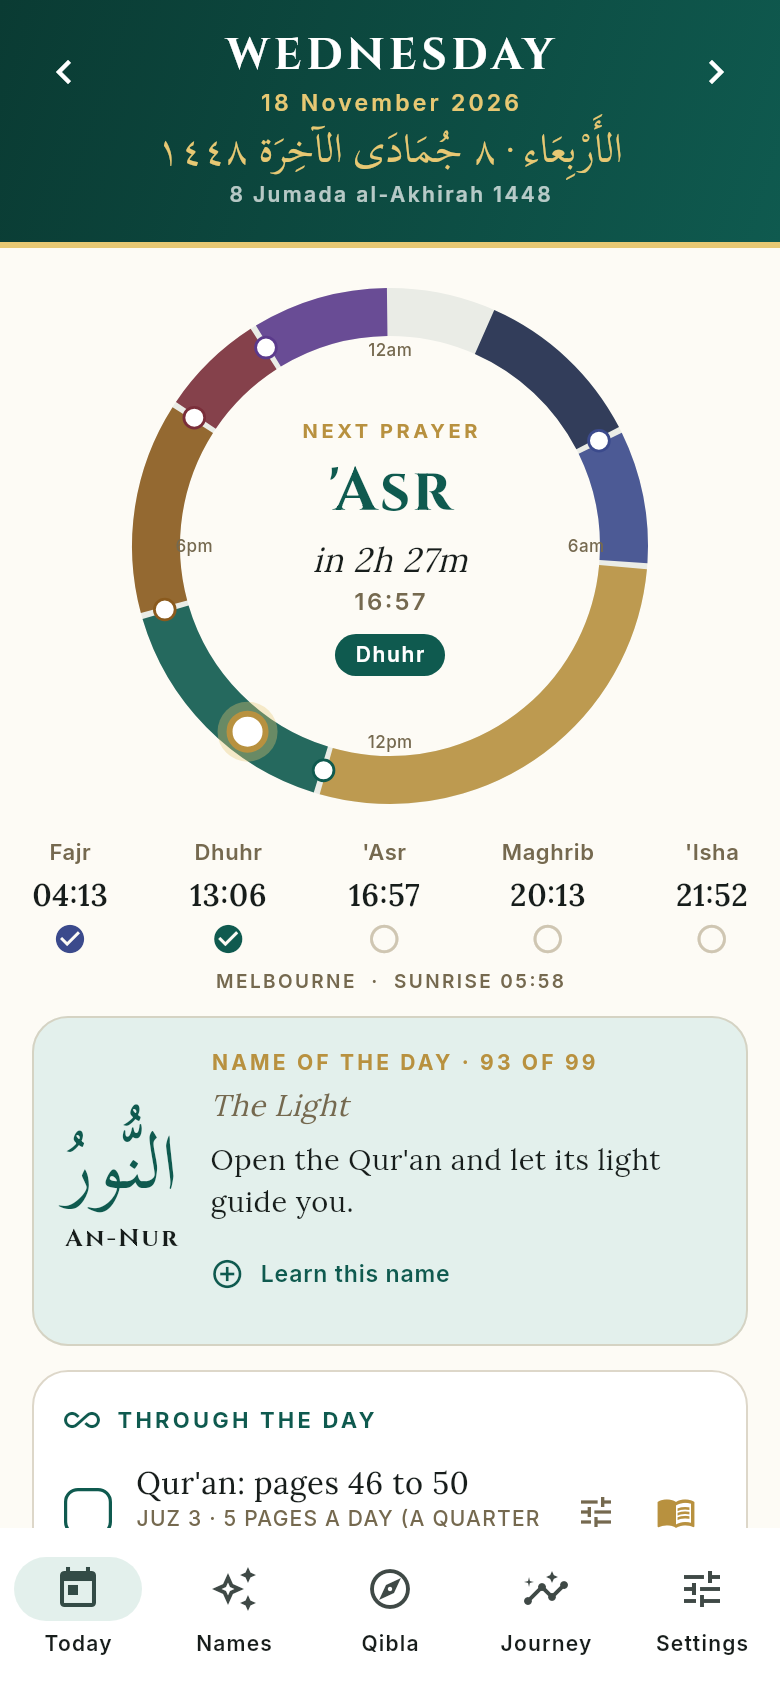 WEDNESDAY
18 November 2026
الأَرْبِعَاء · ٨ جُمَادَى الآخِرَة ١٤٤٨
8 Jumada al-Akhirah 1448
12am
NEXT PRAYER
'ASR
6pm
in 2h 27m
6am
16:57
Dhuhr
12pm
Fajr Dhuhr 'Asr Maghrib 'Isha
04:13 13:06 16:57 20:13 21:52
MELBOURNE · SUNRISE 05:58
NAME OF THE DAY · 93 OF 99
The Light
النُّورُ
Open the Qur'an and let its light
guide you.
AN-NUR
Learn this name
THROUGH THE DAY
Qur'an: pages 46 to 50
JUZ 3 · 5 PAGES A DAY (A QUARTER
Today Names Qibla Journey Settings